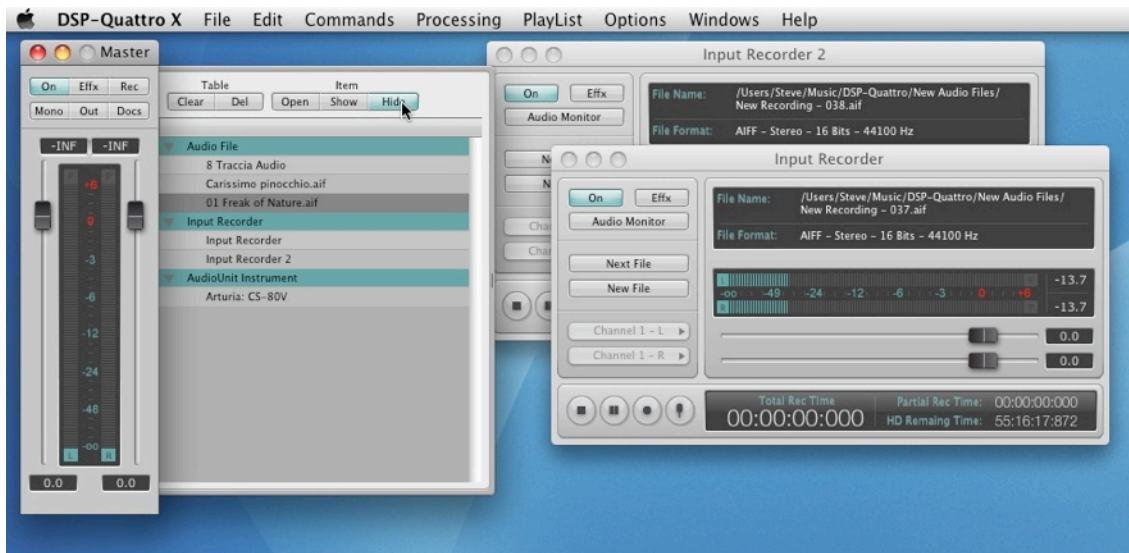 DSP-Quattro X File Edit Commands Processing PlayList Options Windows Help
Master
On Effx Rec
Mono Out Docs
-INF -INF
P P
+6
0
-3
-6
-12
-24
-48
-oo
L R
0.0 0.0
Table Item
Clear Del Open Show Hide
Audio File
8 Traccia Audio
Carissimo pinocchio.aif
01 Freak of Nature.aif
Input Recorder
Input Recorder
Input Recorder 2
AudioUnit Instrument
Arturia: CS-80V
Input Recorder 2
On Effx
Audio Monitor
File Name: /Users/Steve/Music/DSP-Quattro/New Audio Files/
New Recording - 038.aif
File Format: AIFF - Stereo - 16 Bits - 44100 Hz
N
N
Cha
Cha
Input Recorder
On Effx
Audio Monitor
Next File
New File
Channel 1 - L
Channel 1 - R
File Name: /Users/Steve/Music/DSP-Quattro/New Audio Files/
New Recording - 037.aif
File Format: AIFF - Stereo - 16 Bits - 44100 Hz
L -13.7
-oo -49 -24 -12 -6 -3 0 +6
R -13.7
0.0
0.0
Total Rec Time
00:00:00:000
Partial Rec Time: 00:00:00:000
HD Remaing Time: 55:16:17:872